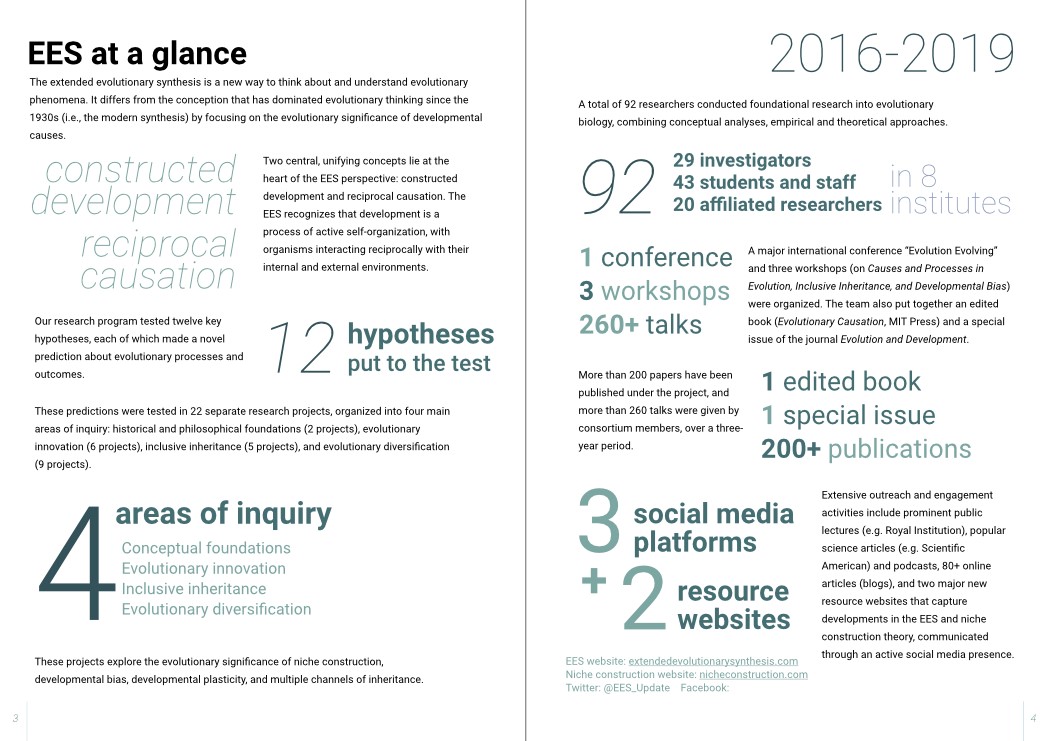 EES at a glance
The extended evolutionary synthesis is a new way to think about and understand evolutionary
phenomena. It differs from the conception that has dominated evolutionary thinking since the
1930s (i.e., the modern synthesis) by focusing on the evolutionary significance of developmental
causes.
constructed
development
reciprocal
causation
Two central, unifying concepts lie at the
heart of the EES perspective: constructed
development and reciprocal causation. The
EES recognizes that development is a
process of active self-organization, with
organisms interacting reciprocally with their
internal and external environments.
Our research program tested twelve key
hypotheses, each of which made a novel
prediction about evolutionary processes and
outcomes.
12 hypotheses
put to the test
These predictions were tested in 22 separate research projects, organized into four main
areas of inquiry: historical and philosophical foundations (2 projects), evolutionary
innovation (6 projects), inclusive inheritance (5 projects), and evolutionary diversification
(9 projects).
4 areas of inquiry
Conceptual foundations
Evolutionary innovation
Inclusive inheritance
Evolutionary diversification
These projects explore the evolutionary significance of niche construction,
developmental bias, developmental plasticity, and multiple channels of inheritance.
3
2016-2019
A total of 92 researchers conducted foundational research into evolutionary
biology, combining conceptual analyses, empirical and theoretical approaches.
92
29 investigators
43 students and staff
20 affiliated researchers
in 8
institutes
1 conference
3 workshops
260+ talks
A major international conference “Evolution Evolving”
and three workshops (on Causes and Processes in
Evolution, Inclusive Inheritance, and Developmental Bias)
were organized. The team also put together an edited
book (Evolutionary Causation, MIT Press) and a special
issue of the journal Evolution and Development.
More than 200 papers have been
published under the project, and
more than 260 talks were given by
consortium members, over a three-
year period.
1 edited book
1 special issue
200+ publications
3 social media
platforms
+ 2 resource
websites
Extensive outreach and engagement
activities include prominent public
lectures (e.g. Royal Institution), popular
science articles (e.g. Scientific
American) and podcasts, 80+ online
articles (blogs), and two major new
resource websites that capture
developments in the EES and niche
construction theory, communicated
through an active social media presence.
EES website: extendedevolutionarysynthesis.com
Niche construction website: nicheconstruction.com
Twitter: @EES_Update Facebook:
4